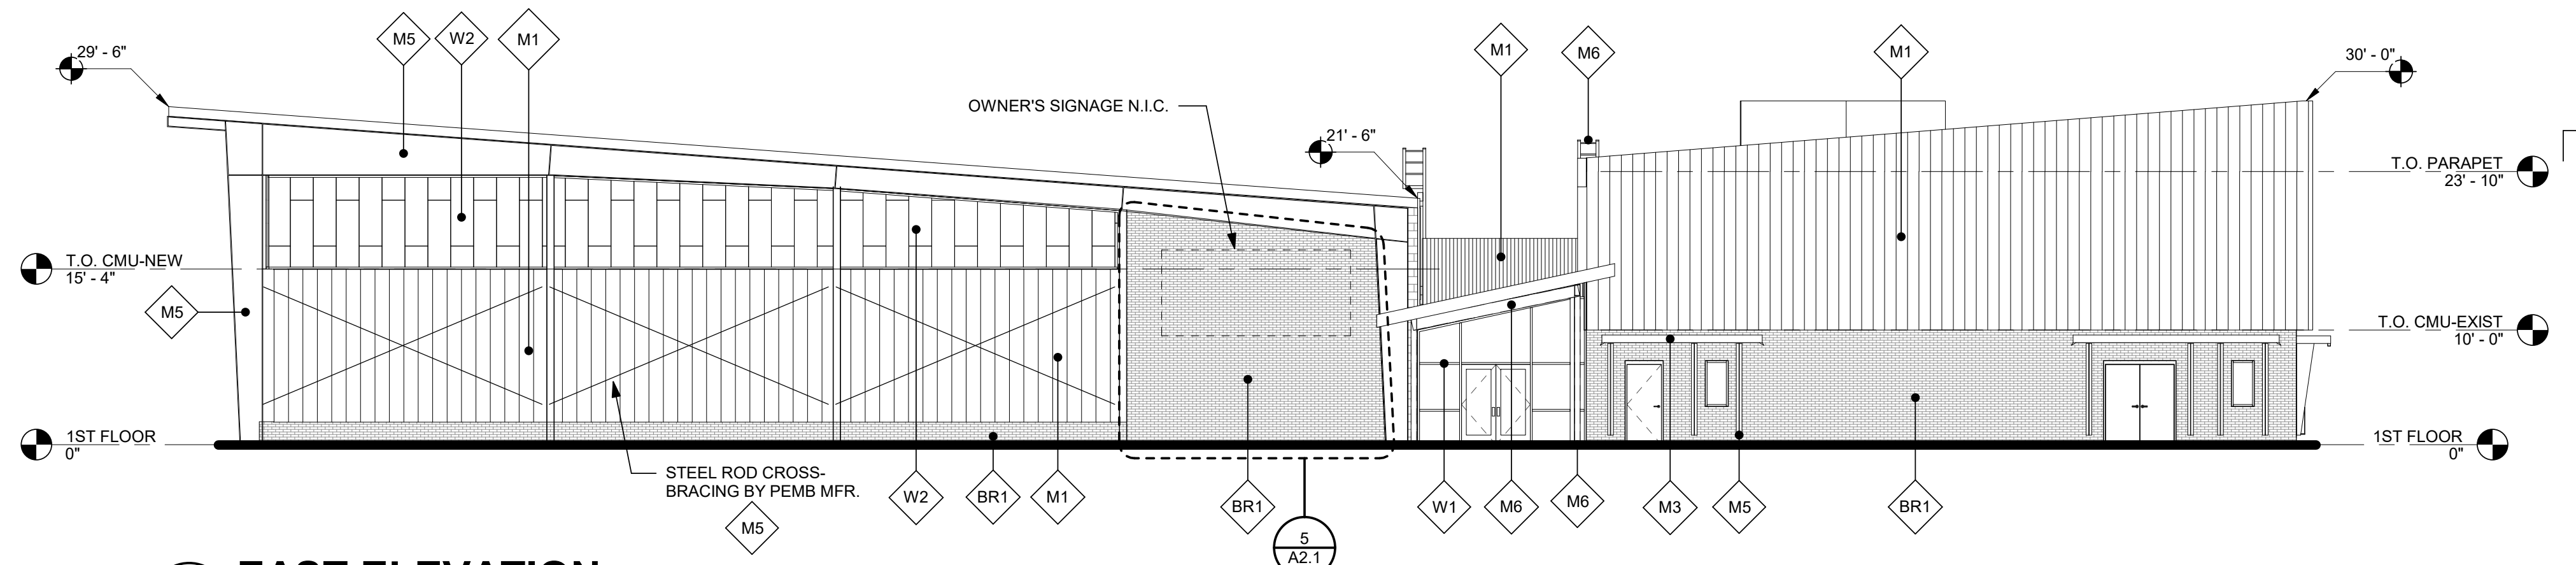 M5
W2
M1
M1
M6
M1
29' - 6"
30' - 0"
OWNER'S SIGNAGE N.I.C.
21' - 6"
T.O. PARAPET
23' - 10"
T.O. CMU-NEW
15' - 4"
M5
T.O. CMU-EXIST
10' - 0"
1ST FLOOR
0"
1ST FLOOR
0"
STEEL ROD CROSS-
BRACING BY PEMB MFR.
M5
W2
BR1
M1
BR1
W1
M6
M6
M3
M5
BR1
5
A2.1
EAST ELEVATION